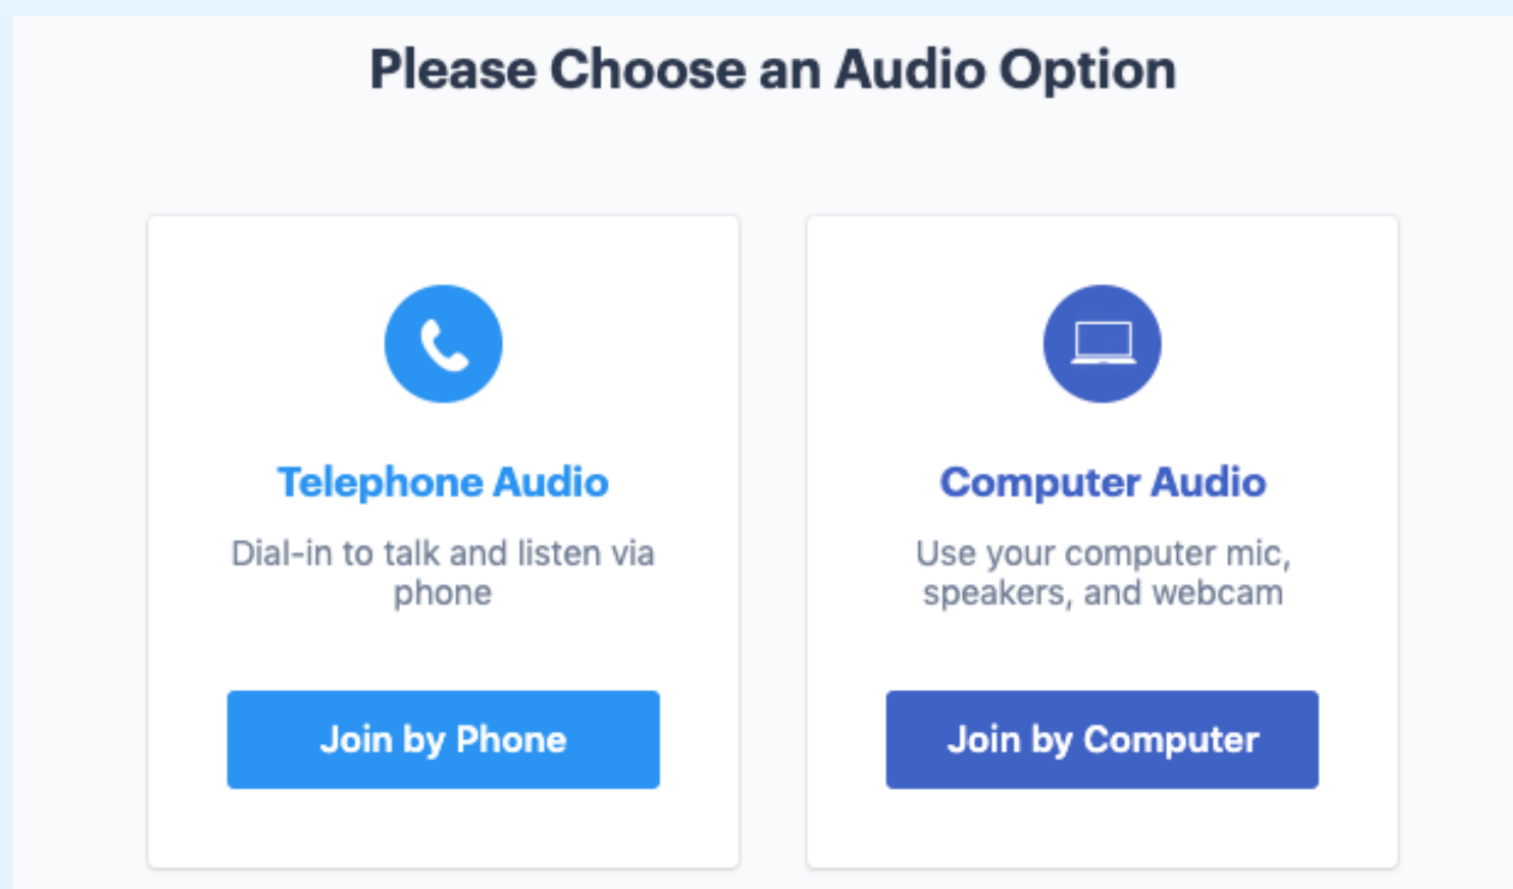 Please Choose an Audio Option
Telephone Audio
Dial-in to talk and listen via
phone
Join by Phone
Computer Audio
Use your computer mic,
speakers, and webcam
Join by Computer